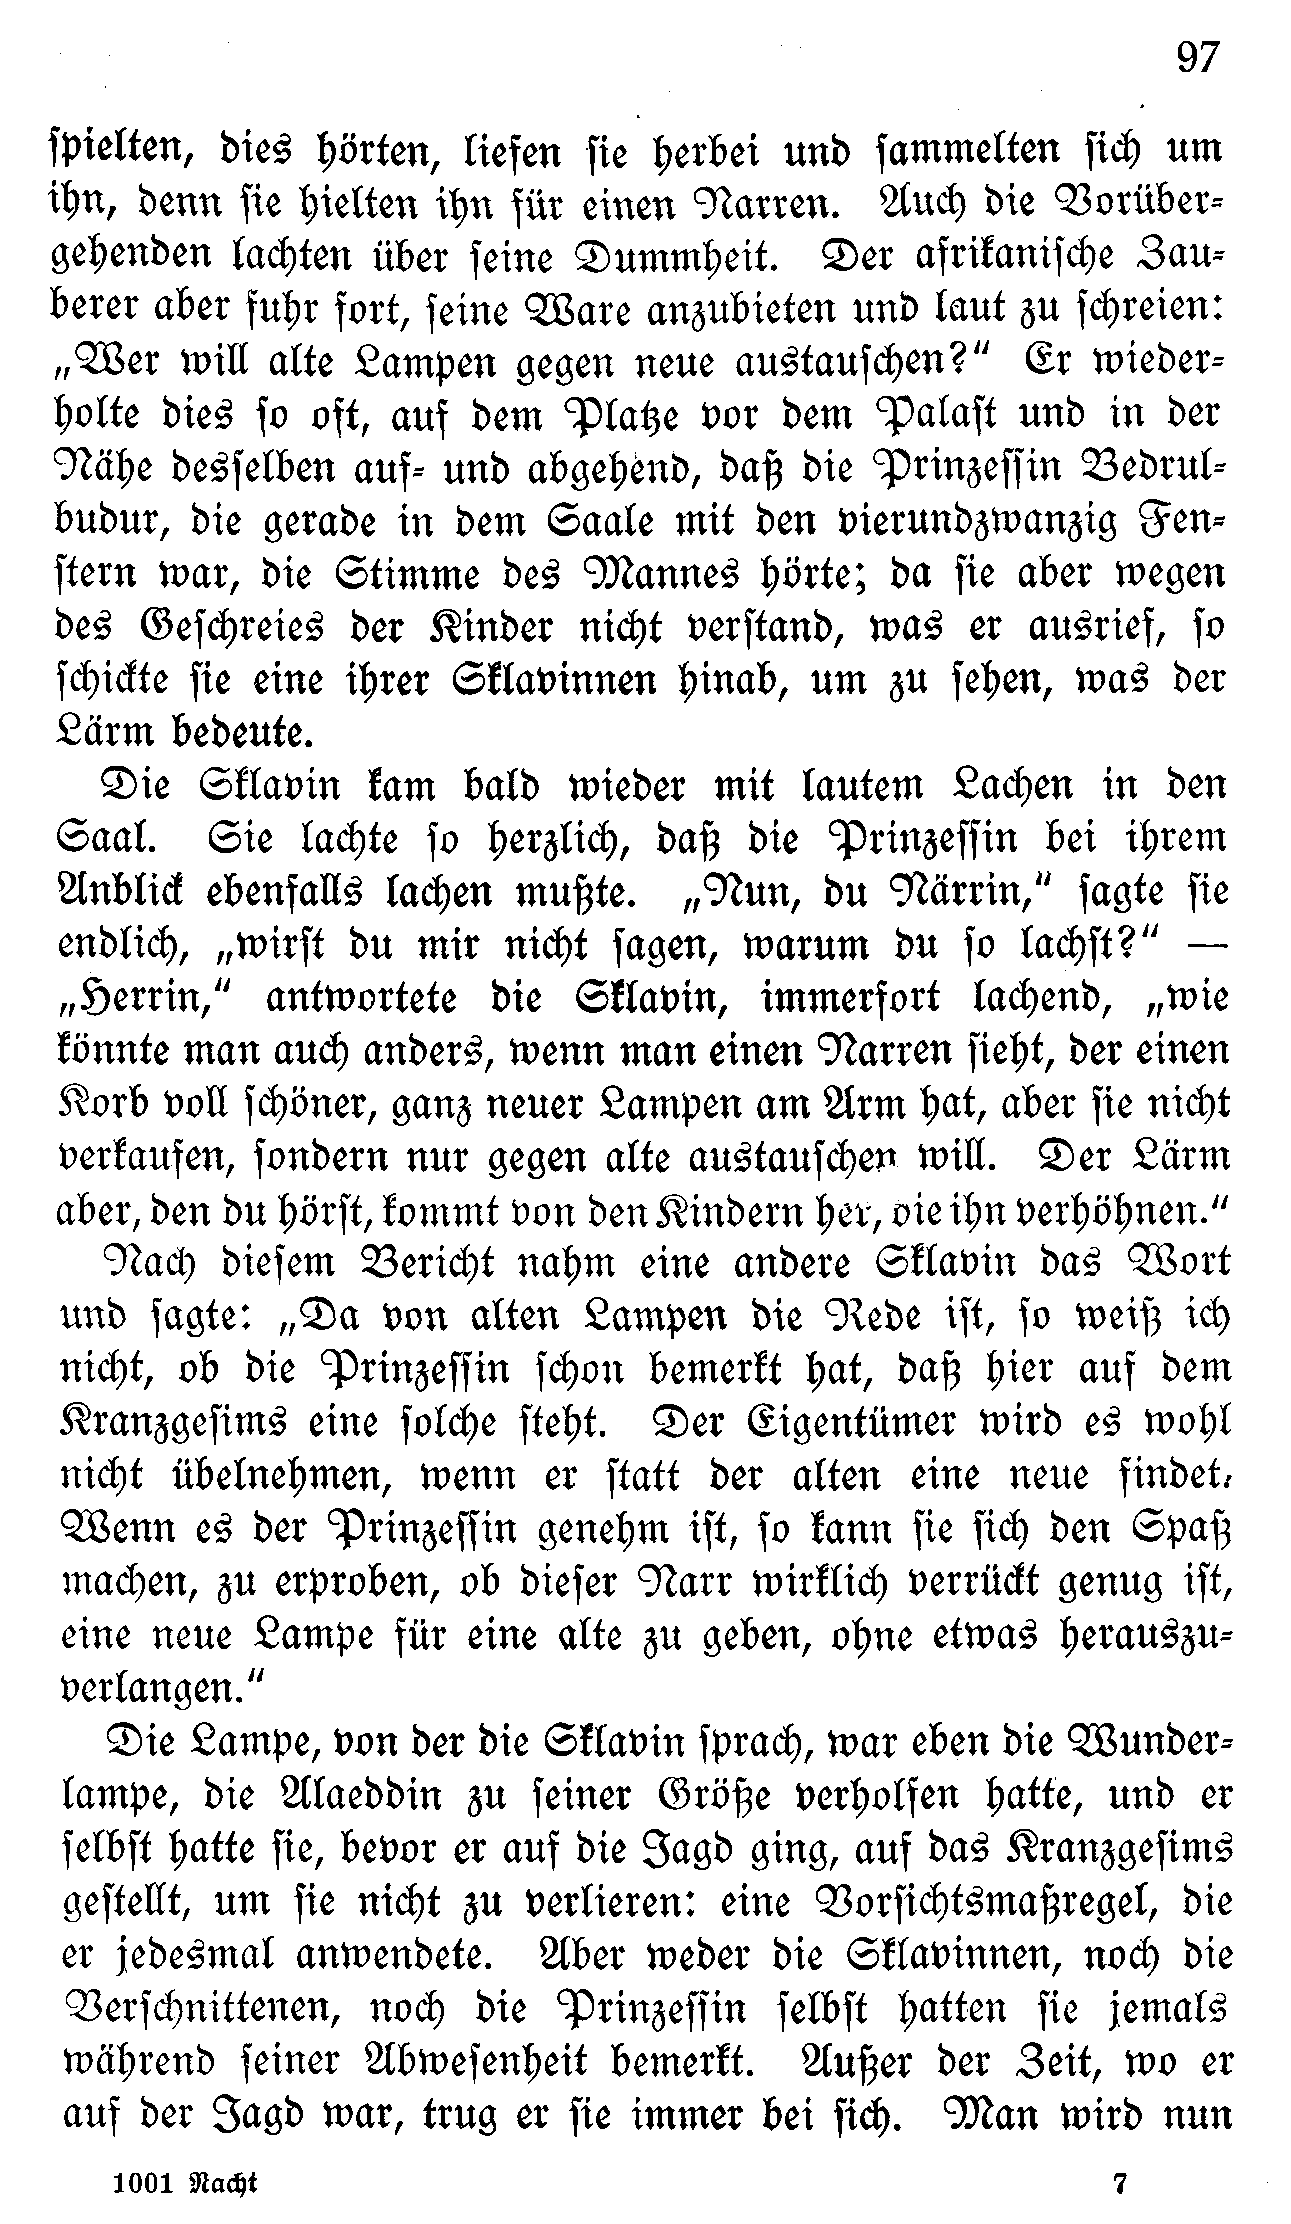 97
spielten, dies hörten, liefen sie herbei und sammelten sich um
ihn, denn sie hielten ihn für einen Narren. Auch die Vorüber-
gehenden lachten über seine Dummheit. Der afrikanische Zau-
berer aber fuhr fort, seine Ware anzubieten und laut zu schreien:
„Wer will alte Lampen gegen neue austauschen?“ Er wieder-
holte dies so oft, auf dem Platze vor dem Palast und in der
Nähe desselben auf- und abgehend, daß die Prinzessin Bedrul-
budur, die gerade in dem Saale mit den vierundzwanzig Fen-
stern war, die Stimme des Mannes hörte; da sie aber wegen
des Geschreies der Kinder nicht verstand, was er ausrief, so
schickte sie eine ihrer Sklavinnen hinab, um zu sehen, was der
Lärm bedeute.
Die Sklavin kam bald wieder mit lautem Lachen in den
Saal. Sie lachte so herzlich, daß die Prinzessin bei ihrem
Anblick ebenfalls lachen mußte. „Nun, du Närrin,“ sagte sie
endlich, „wirst du mir nicht sagen, warum du so lachst?“ —
„Herrin,“ antwortete die Sklavin, immerfort lachend, „wie
könnte man auch anders, wenn man einen Narren sieht, der einen
Korb voll schöner, ganz neuer Lampen am Arm hat, aber sie nicht
verkaufen, sondern nur gegen alte austauschen will. Der Lärm
aber, den du hörst, kommt von den Kindern her, die ihn verhöhnen.“
Nach diesem Bericht nahm eine andere Sklavin das Wort
und sagte: „Da von alten Lampen die Rede ist, so weiß ich
nicht, ob die Prinzessin schon bemerkt hat, daß hier auf dem
Kranzgesims eine solche steht. Der Eigentümer wird es wohl
nicht übelnehmen, wenn er statt der alten eine neue findet.
Wenn es der Prinzessin genehm ist, so kann sie sich den Spaß
machen, zu erproben, ob dieser Narr wirklich verrückt genug ist,
eine neue Lampe für eine alte zu geben, ohne etwas herauszu-
verlangen.“
Die Lampe, von der die Sklavin sprach, war eben die Wunder-
lampe, die Alaeddin zu seiner Größe verholfen hatte, und er
selbst hatte sie, bevor er auf die Jagd ging, auf das Kranzgesims
gestellt, um sie nicht zu verlieren: eine Vorsichtsmaßregel, die
er jedesmal anwendete. Aber weder die Sklavinnen, noch die
Verschnittenen, noch die Prinzessin selbst hatten sie jemals
während seiner Abwesenheit bemerkt. Außer der Zeit, wo er
auf der Jagd war, trug er sie immer bei sich. Man wird nun
1001 Nacht 7